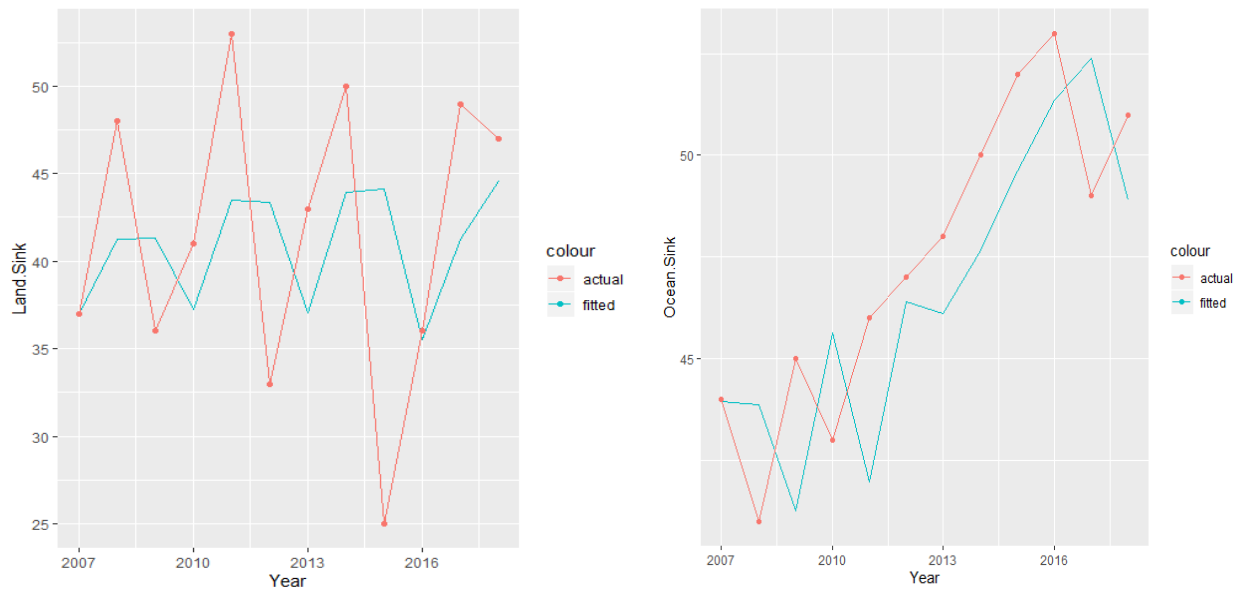 Land.Sink
50
45
40
35
30
25
2007 2010 2013 2016
Year
colour
actual
fitted
Ocean.Sink
50
45
2007 2010 2013 2016
Year
colour
actual
fitted